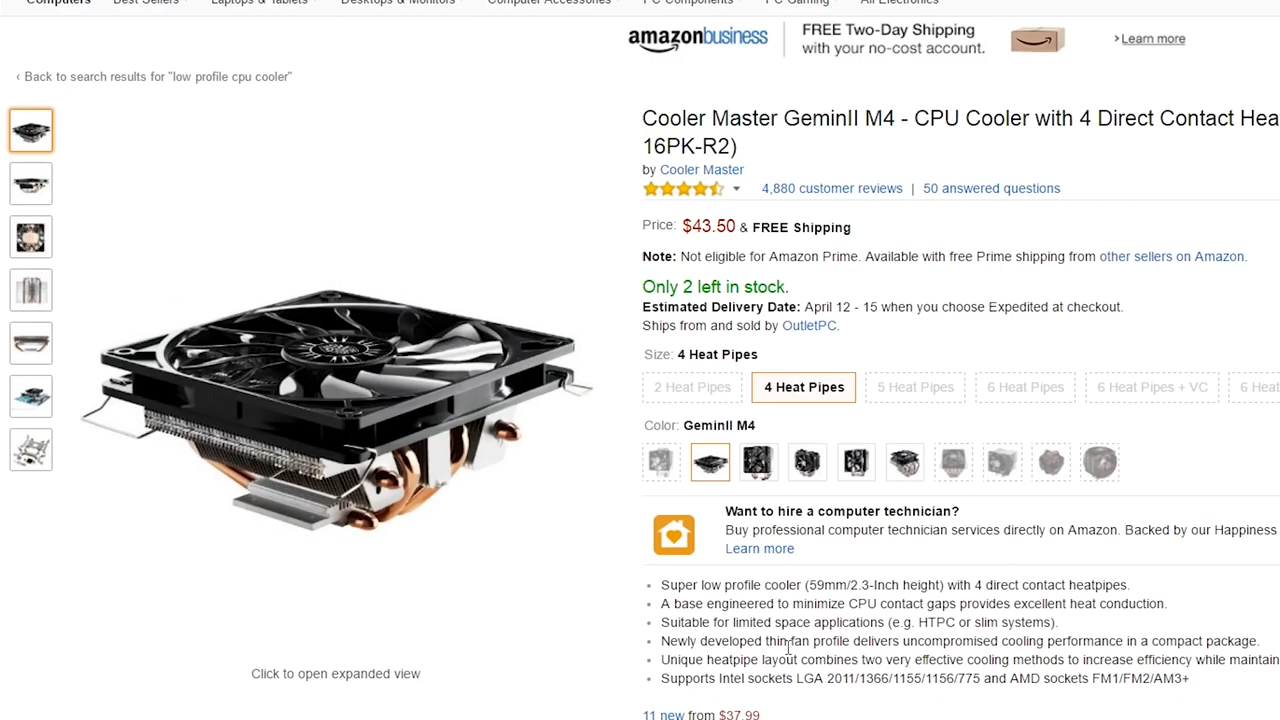 Computers Best Sellers Laptops & Tablets Desktops & Monitors Computer Accessories PC Components PC Gaming All Electronics
amazonbusiness
FREE Two-Day Shipping
with your no-cost account.
› Learn more
‹ Back to search results for "low profile cpu cooler"
Cooler Master GeminII M4 - CPU Cooler with 4 Direct Contact Hea
16PK-R2)
by Cooler Master
4,880 customer reviews | 50 answered questions
Price: $43.50 & FREE Shipping
Note: Not eligible for Amazon Prime. Available with free Prime shipping from other sellers on Amazon.
Only 2 left in stock.
Estimated Delivery Date: April 12 - 15 when you choose Expedited at checkout.
Ships from and sold by OutletPC.
Size: 4 Heat Pipes
2 Heat Pipes 4 Heat Pipes 5 Heat Pipes 6 Heat Pipes 6 Heat Pipes + VC 6 Heat
Color: GeminII M4
Want to hire a computer technician?
Buy professional computer technician services directly on Amazon. Backed by our Happiness
Learn more
Super low profile cooler (59mm/2.3-Inch height) with 4 direct contact heatpipes.
A base engineered to minimize CPU contact gaps provides excellent heat conduction.
Suitable for limited space applications (e.g. HTPC or slim systems).
Newly developed thin fan profile delivers uncompromised cooling performance in a compact package.
Unique heatpipe layout combines two very effective cooling methods to increase efficiency while maintain
Supports Intel sockets LGA 2011/1366/1155/1156/775 and AMD sockets FM1/FM2/AM3+
11 new from $37.99
Click to open expanded view